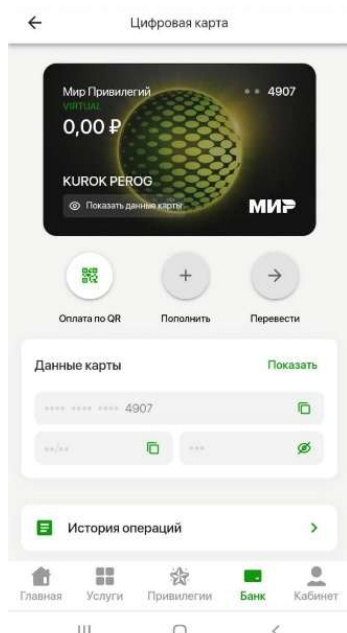 Цифровая карта
Мир Привилегий
•• 4907
VIRTUAL
0,00 ₽
KUROK PEROG
Показать данные карты
МИР
Оплата по QR
Пополнить
Перевести
Данные карты
Показать
•••• •••• •••• 4907
••/••
•••
История операций
Главная
Услуги
Привилегии
Банк
Кабинет